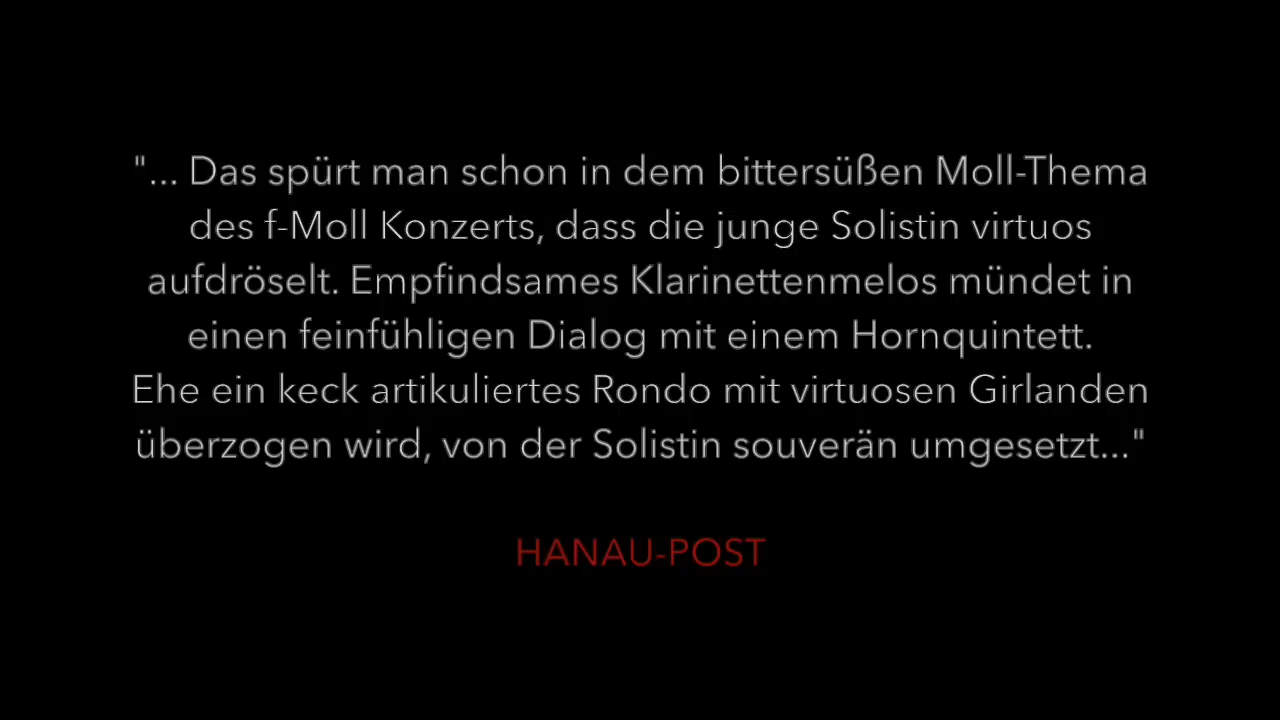 "... Das spürt man schon in dem bittersüßen Moll-Thema
des f-Moll Konzerts, dass die junge Solistin virtuos
aufdröselt. Empfindsames Klarinettenmelos mündet in
einen feinfühligen Dialog mit einem Hornquintett.
Ehe ein keck artikuliertes Rondo mit virtuosen Girlanden
überzogen wird, von der Solistin souverän umgesetzt..."
HANAU-POST